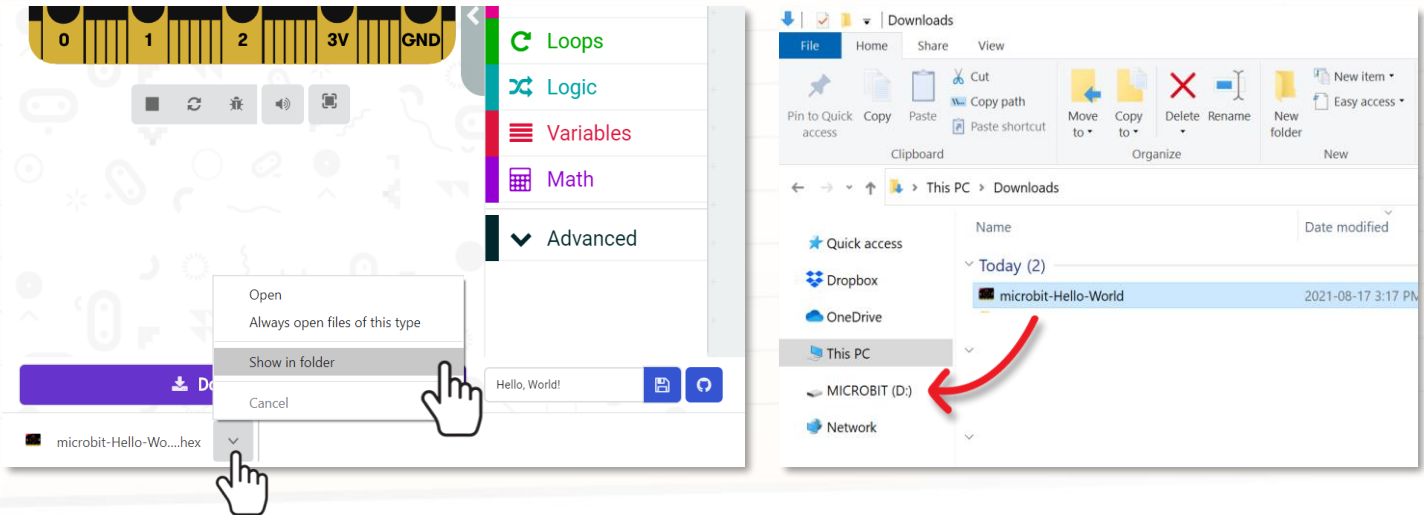 0 1 2 3V GND
Loops
Logic
Variables
Math
Advanced
Open
Always open files of this type
Show in folder
Cancel
Hello, World!
microbit-Hello-Wo....hex
Downloads
File Home Share View
Pin to Quick access
Copy
Paste
Cut
Copy path
Paste shortcut
Move to
Copy to
Delete
Rename
New folder
New item
Easy access
Clipboard Organize New
This PC > Downloads
Name Date modified
Quick access
Dropbox
OneDrive
This PC
MICROBIT (D:)
Network
Today (2)
microbit-Hello-World 2021-08-17 3:17 PM